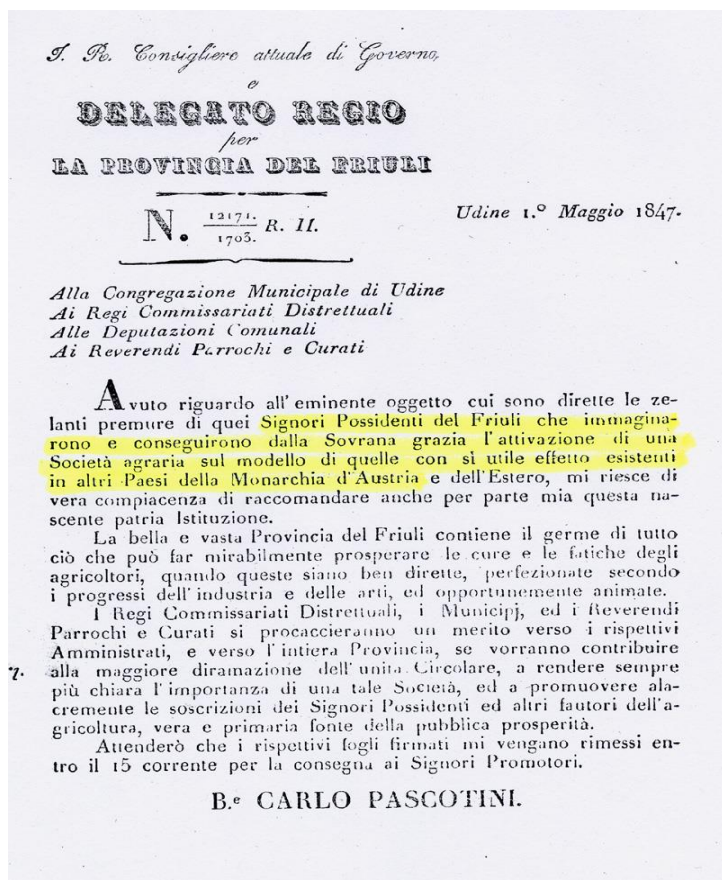 I. R. Consigliere attuale di Governo,
e
DELEGATO REGIO
per
LA PROVINCIA DEL FRIULI
N. 12171. / 1703. R. II.
Udine 1.º Maggio 1847.
Alla Congregazione Municipale di Udine
Ai Regi Commissariati Distrettuali
Alle Deputazioni Comunali
Ai Reverendi Parrochi e Curati
Avuto riguardo all'eminente oggetto cui sono dirette le ze-
lanti premure di quei Signori Possidenti del Friuli che immagina-
rono e conseguirono dalla Sovrana grazia l'attivazione di una
Società agraria sul modello di quelle con sì utile effetto esistenti
in altri Paesi della Monarchia d'Austria e dell'Estero, mi riesce di
vera compiacenza di raccomandare anche per parte mia questa na-
scente patria Istituzione.
La bella e vasta Provincia del Friuli contiene il germe di tutto
ciò che può far mirabilmente prosperare le cure e le fatiche degli
agricoltori, quando queste siano ben dirette, perfezionate secondo
i progressi dell'industria e delle arti, ed opportunemente animate.
I Regi Commissariati Distrettuali, i Municipj, ed i Reverendi
Parrochi e Curati si procaccieranno un merito verso i rispettivi
Amministrati, e verso l'intiera Provincia, se vorranno contribuire
7. alla maggiore diramazione dell'unita Circolare, a rendere sempre
più chiara l'importanza di una tale Società, ed a promuovere ala-
cremente le soscrizioni dei Signori Possidenti ed altri fautori dell'a-
gricoltura, vera e primaria fonte della pubblica prosperità.
Attenderò che i rispettivi fogli firmati mi vengano rimessi en-
tro il 15 corrente per la consegna ai Signori Promotori.
B.e CARLO PASCOTINI.